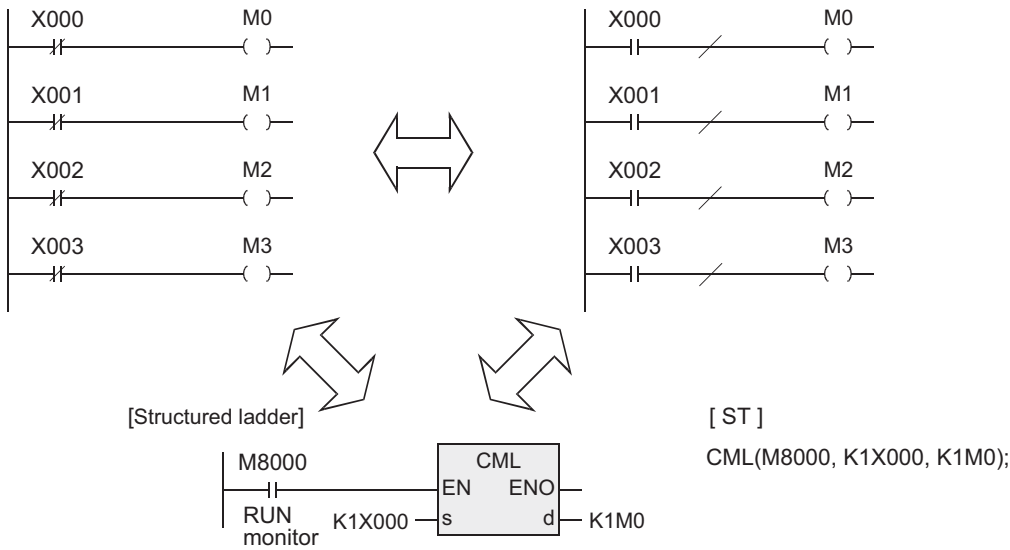 X000 M0
X001 M1
X002 M2
X003 M3
X000 M0
X001 M1
X002 M2
X003 M3
[Structured ladder]
M8000
RUN
monitor
CML
EN ENO
K1X000 s d K1M0
[ ST ]
CML(M8000, K1X000, K1M0);